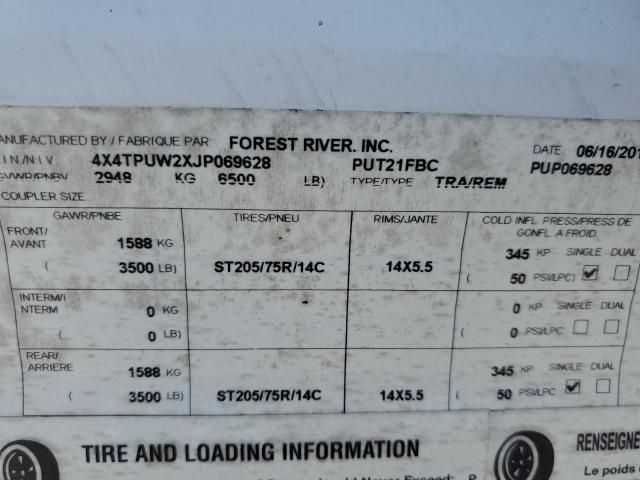 MANUFACTURED BY / FABRIQUE PAR FOREST RIVER. INC. DATE 06/16/201
I N / N I V 4X4TPUW2XJP069628 PUT21FBC PUP069628
GVWR/PNBV 2948 KG 6500 LB) TYPE/TYPE TRA/REM
COUPLER SIZE
GAWR/PNBE TIRES/PNEU RIMS/JANTE COLD INFL. PRESS/PRESS DE
GONFL. A FROID
FRONT/
AVANT 1588 KG 345 KP SINGLE DUAL
( 3500 LB) ST205/75R/14C 14X5.5 ( 50 PSI/LPC)
INTERM/I
NTERM 0 KG 0 KP SINGLE DUAL
( 0 LB) ( 0 PSI/LPC
REAR/
ARRIERE 1588 KG 345 KP SINGLE DUAL
( 3500 LB) ST205/75R/14C 14X5.5 ( 50 PSI/LPC
TIRE AND LOADING INFORMATION
RENSEIGNE
Le poids
Never Exceed: